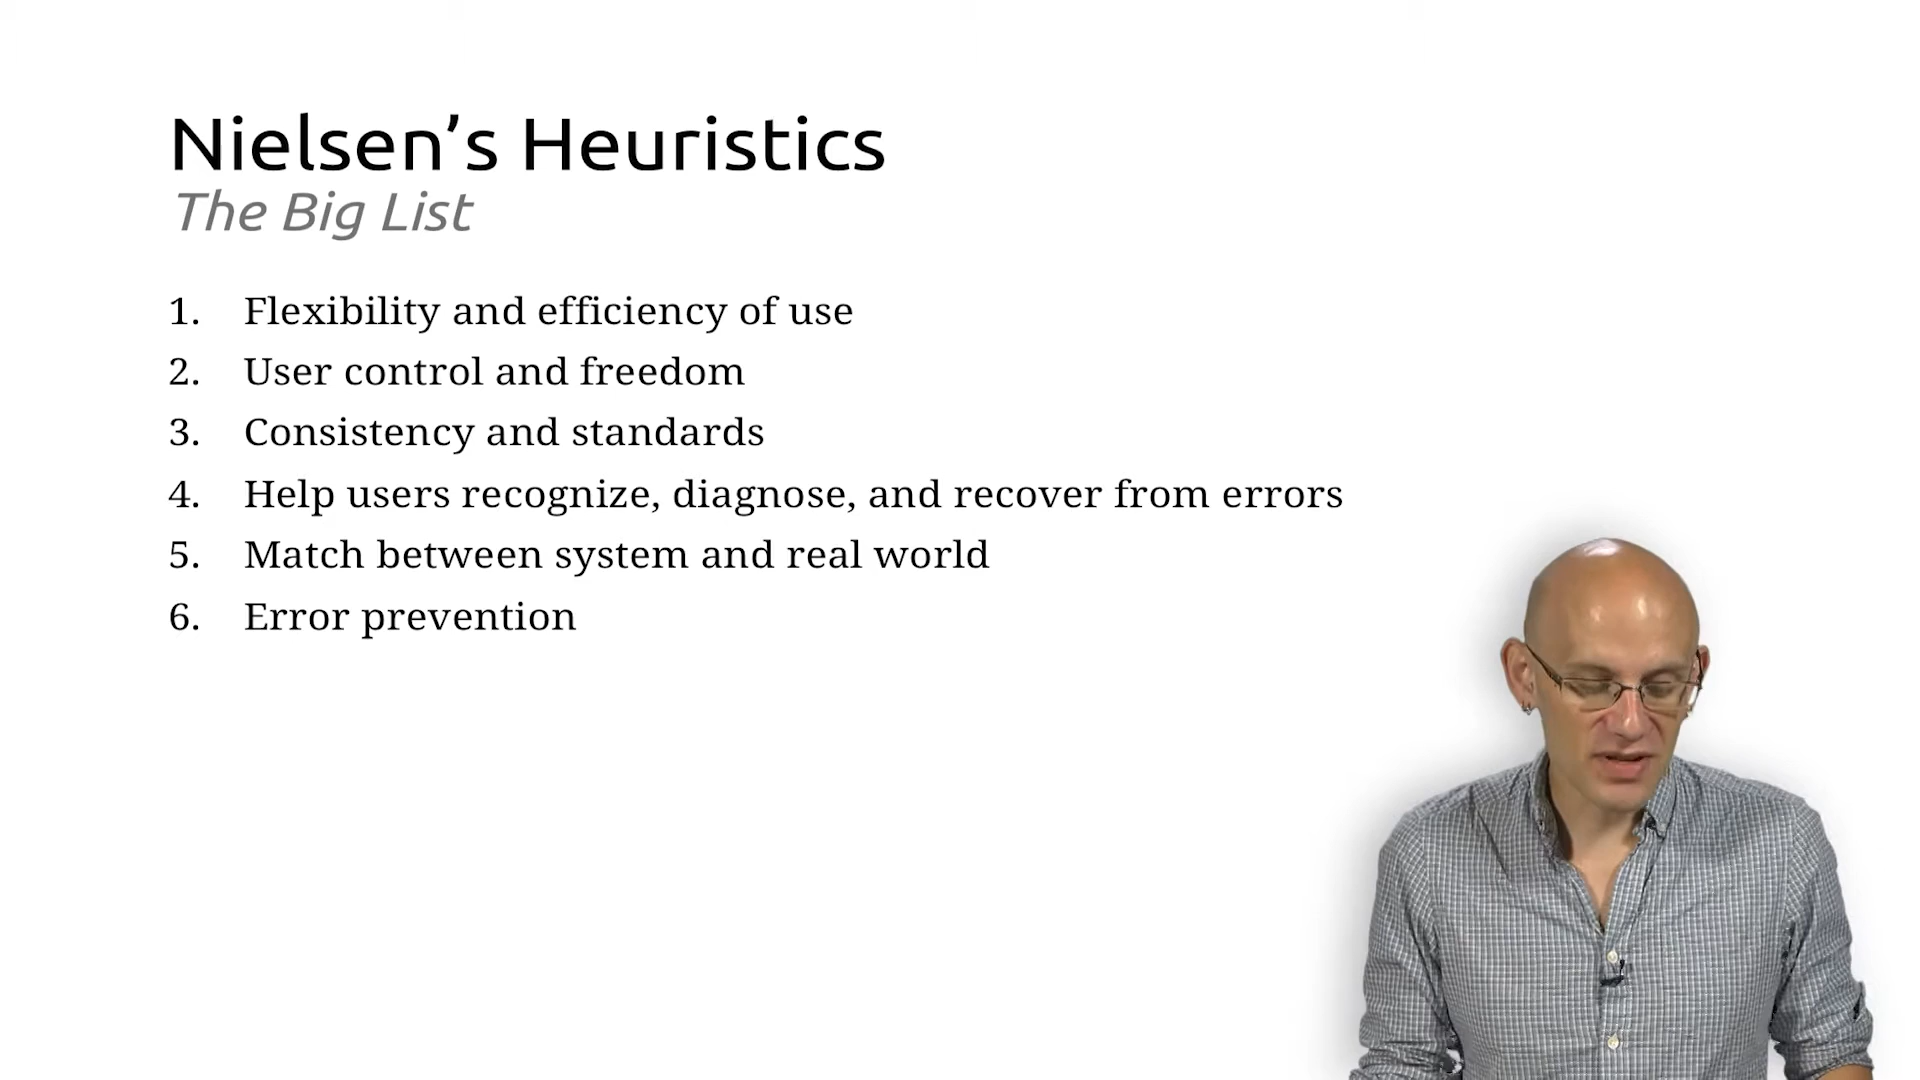 Nielsen’s Heuristics
The Big List
1. Flexibility and efficiency of use
2. User control and freedom
3. Consistency and standards
4. Help users recognize, diagnose, and recover from errors
5. Match between system and real world
6. Error prevention